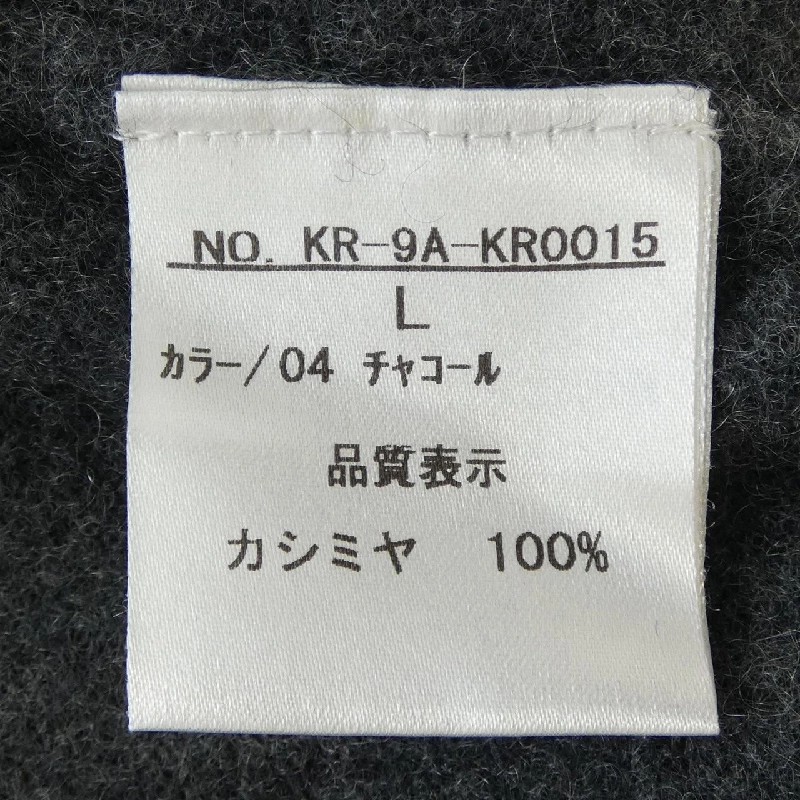 NO. KR-9A-KR0015
L
カラー/04 チャコール
品質表示
カシミヤ 100%